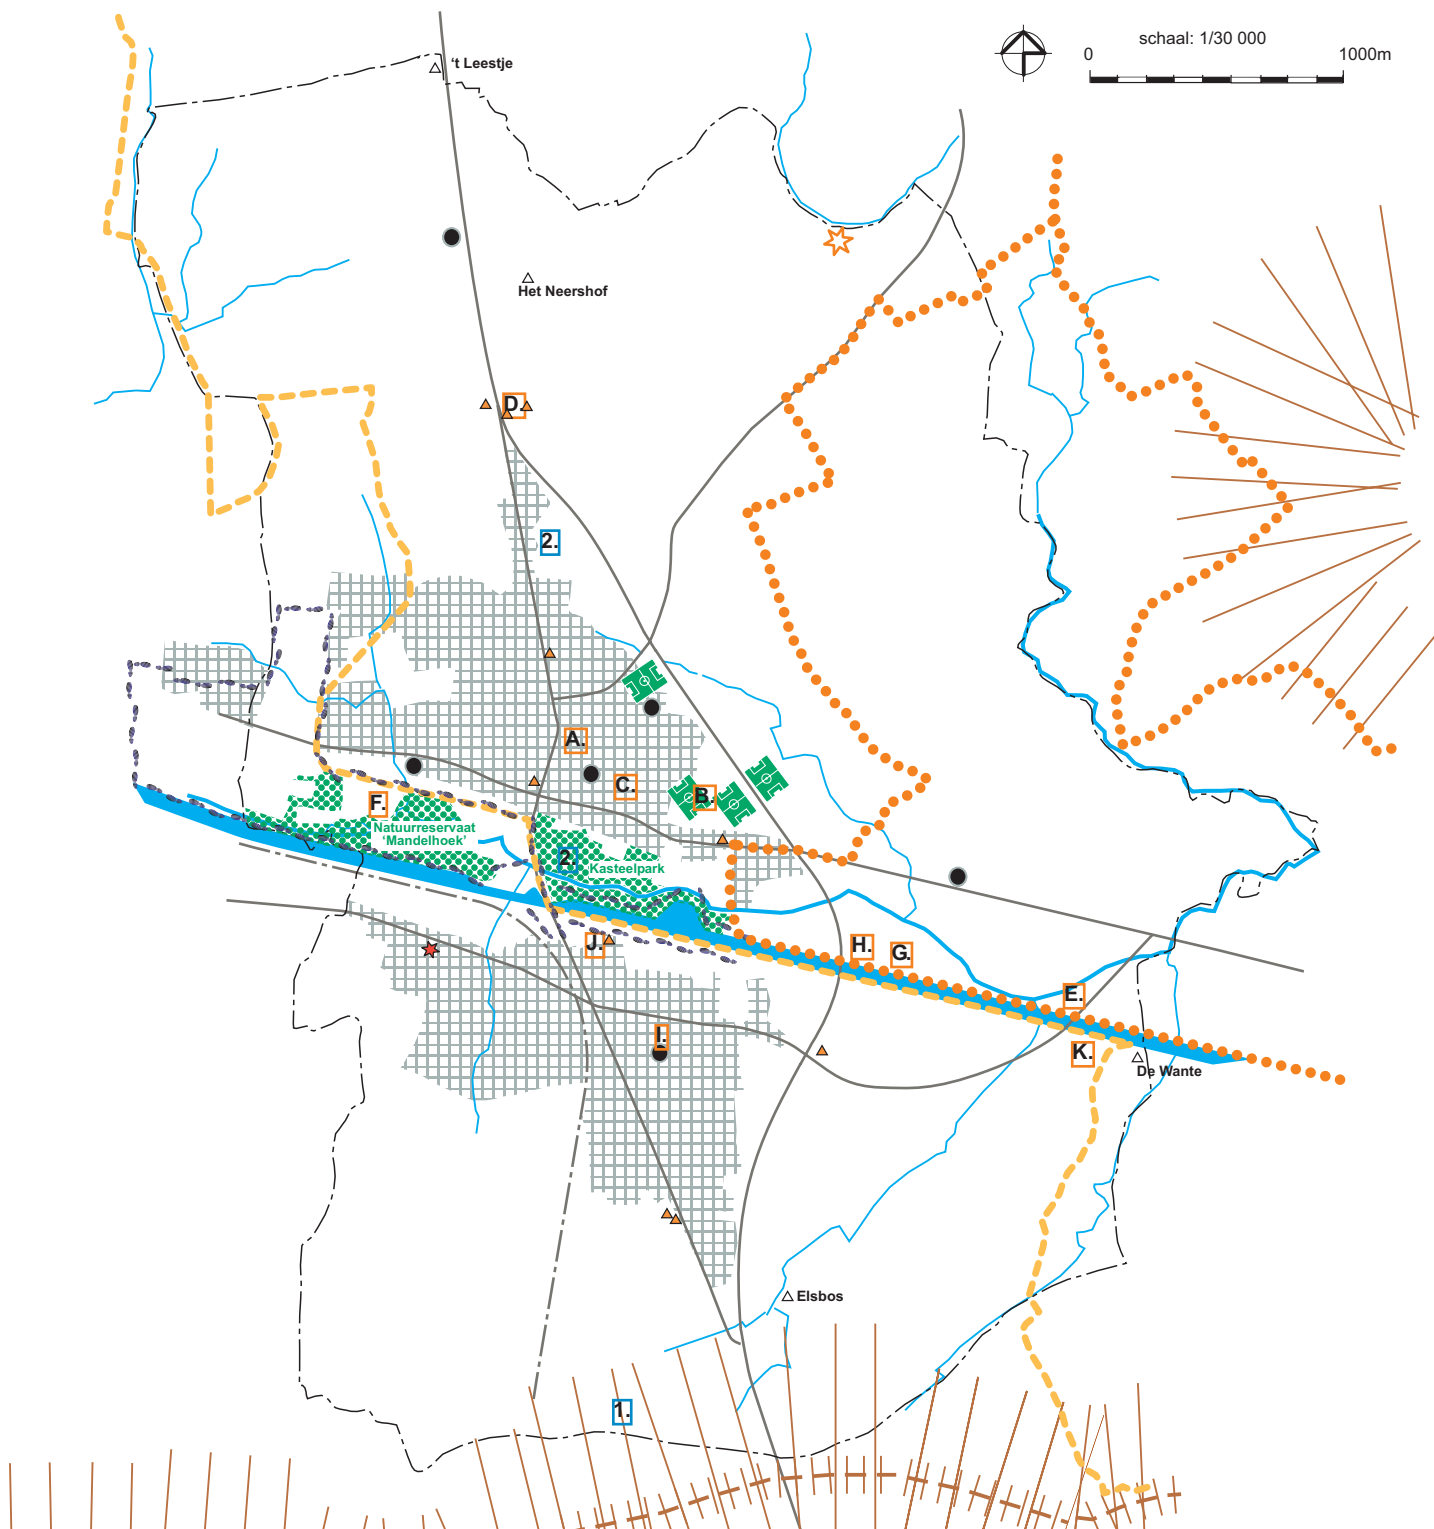 schaal: 1/30 000
0 1000m
‘t Leestje
Het Neershof
D.
2.
A.
C.
B.
F.
Natuurreservaat
‘Mandelhoek’
2.
Kasteelpark
J.
H.
G.
E.
I.
K.
De Wante
Elsbos
1.